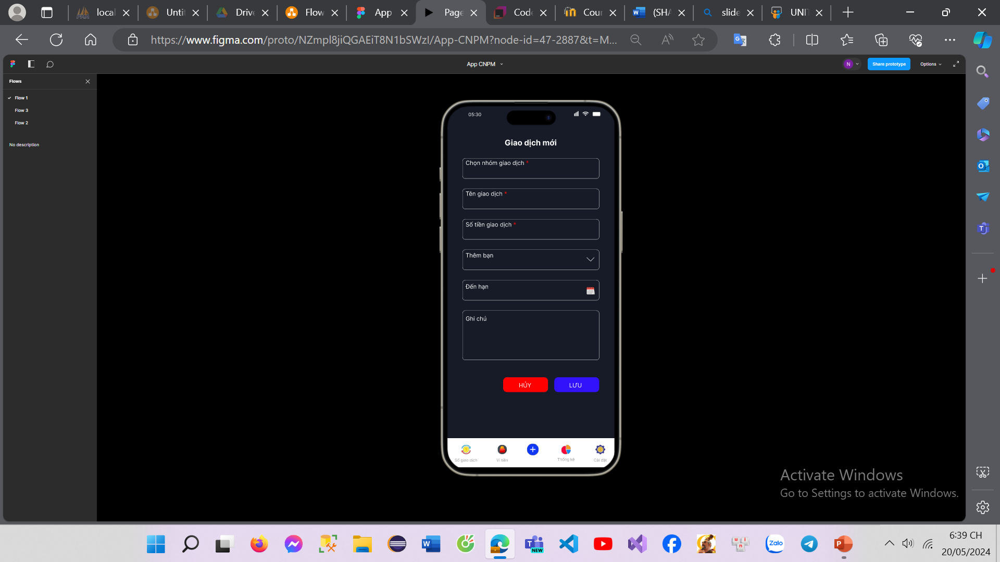 local
Untit
Drive
Flow
App
Page
Code
Cour
(SHA
slide
UNIT
https://www.figma.com/proto/NZmpl8jiQGAEiT8N1bSWzI/App-CNPM?node-id=47-2887&t=M...
App CNPM
N
Share prototype
Options
Flows
Flow 1
Flow 3
Flow 2
No description
05:30
Giao dịch mới
Chọn nhóm giao dịch *
Tên giao dịch *
Số tiền giao dịch *
Thêm bạn
Đến hạn
Ghi chú
HỦY
LƯU
Sổ giao dịch
Ví tiền
Thống kê
Cài đặt
Activate Windows
Go to Settings to activate Windows.
NEW
Zalo
6:39 CH
20/05/2024